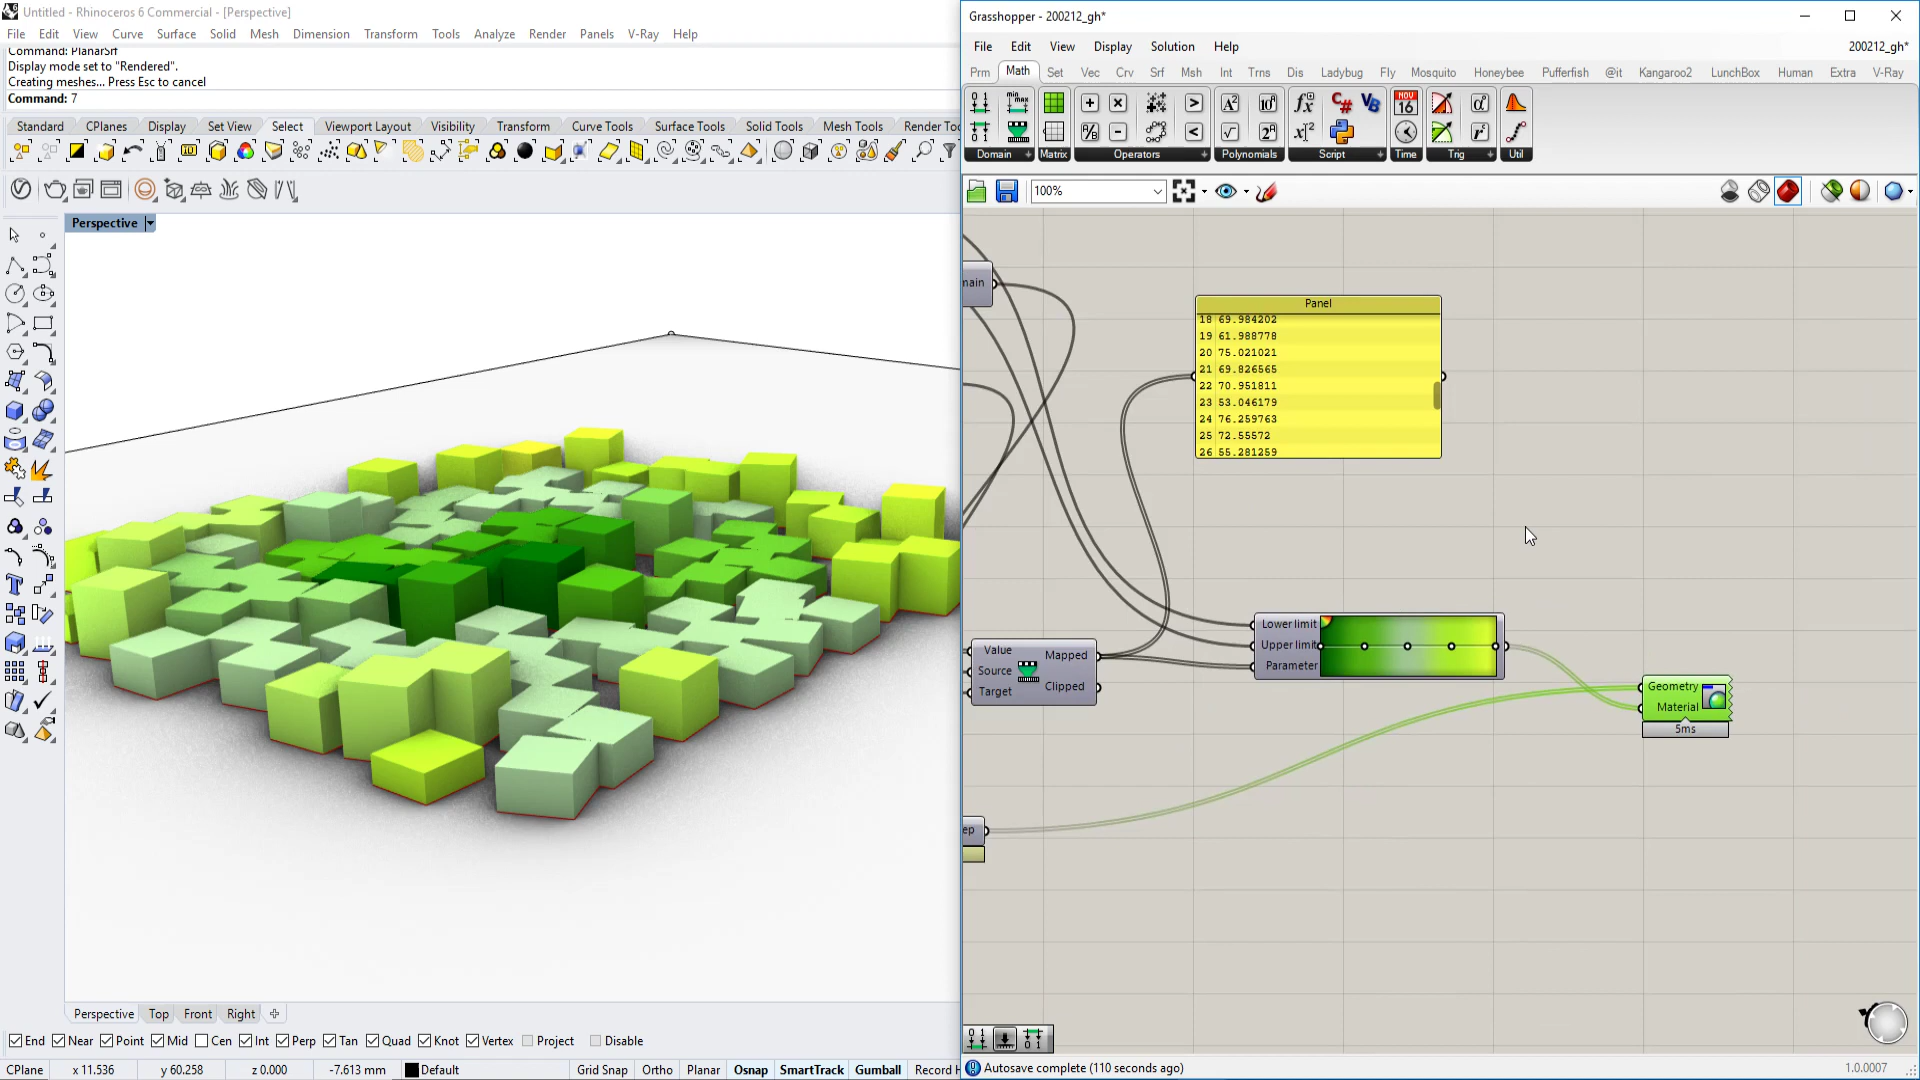 Untitled - Rhinoceros 6 Commercial - [Perspective]
File Edit View Curve Surface Solid Mesh Dimension Transform Tools Analyze Render Panels V-Ray Help
Command: PlanarSrf
Display mode set to "Rendered".
Creating meshes... Press Esc to cancel
Command: 7
Standard CPlanes Display Set View Select Viewport Layout Visibility Transform Curve Tools Surface Tools Solid Tools Mesh Tools Render Too
Perspective
Perspective Top Front Right
End Near Point Mid Cen Int Perp Tan Quad Knot Vertex Project Disable
CPlane x 11.536 y 60.258 z 0.000 -7.613 mm Default Grid Snap Ortho Planar Osnap SmartTrack Gumball Record H
Grasshopper - 200212_gh*
File Edit View Display Solution Help 200212_gh*
Prm Math Set Vec Crv Srf Msh Int Trns Dis Ladybug Fly Mosquito Honeybee Pufferfish @it Kangaroo2 LunchBox Human Extra V-Ray
Domain Matrix Operators Polynomials Script Time Trig Util
100%
main
Panel
18 69.984202
19 61.988778
20 75.021021
21 69.826565
22 70.951811
23 53.046179
24 76.259763
25 72.55572
26 55.281259
Lower limit
Upper limit
Parameter
Value
Source
Target
Mapped
Clipped
Geometry
Material
5ms
ep
Autosave complete (110 seconds ago) 1.0.0007